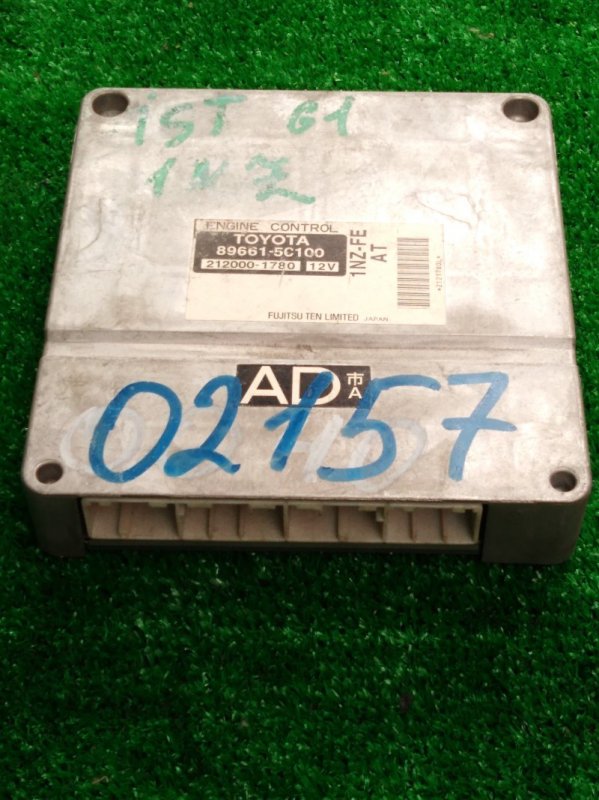 iST 61
1NZ
ENGINE CONTROL
TOYOTA
89661-5C100
212000-1780 12V
1NZ-FE
AT
FUJITSU TEN LIMITED JAPAN
AD 市A
02157